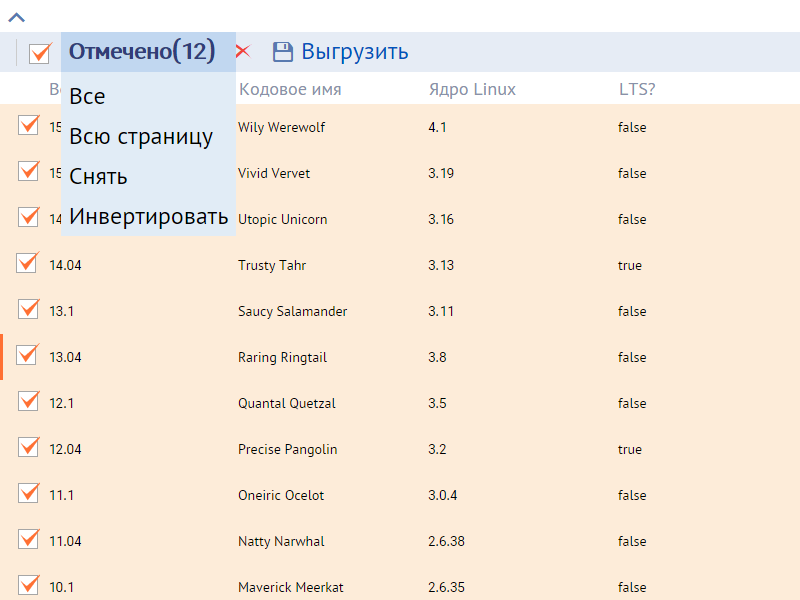 Отмечено(12) Выгрузить
Кодовое имя Ядро Linux LTS?
Все
15 Wily Werewolf 4.1 false
Всю страницу
15 Vivid Vervet 3.19 false
Снять
14 Utopic Unicorn 3.16 false
Инвертировать
14.04 Trusty Tahr 3.13 true
13.1 Saucy Salamander 3.11 false
13.04 Raring Ringtail 3.8 false
12.1 Quantal Quetzal 3.5 false
12.04 Precise Pangolin 3.2 true
11.1 Oneiric Ocelot 3.0.4 false
11.04 Natty Narwhal 2.6.38 false
10.1 Maverick Meerkat 2.6.35 false